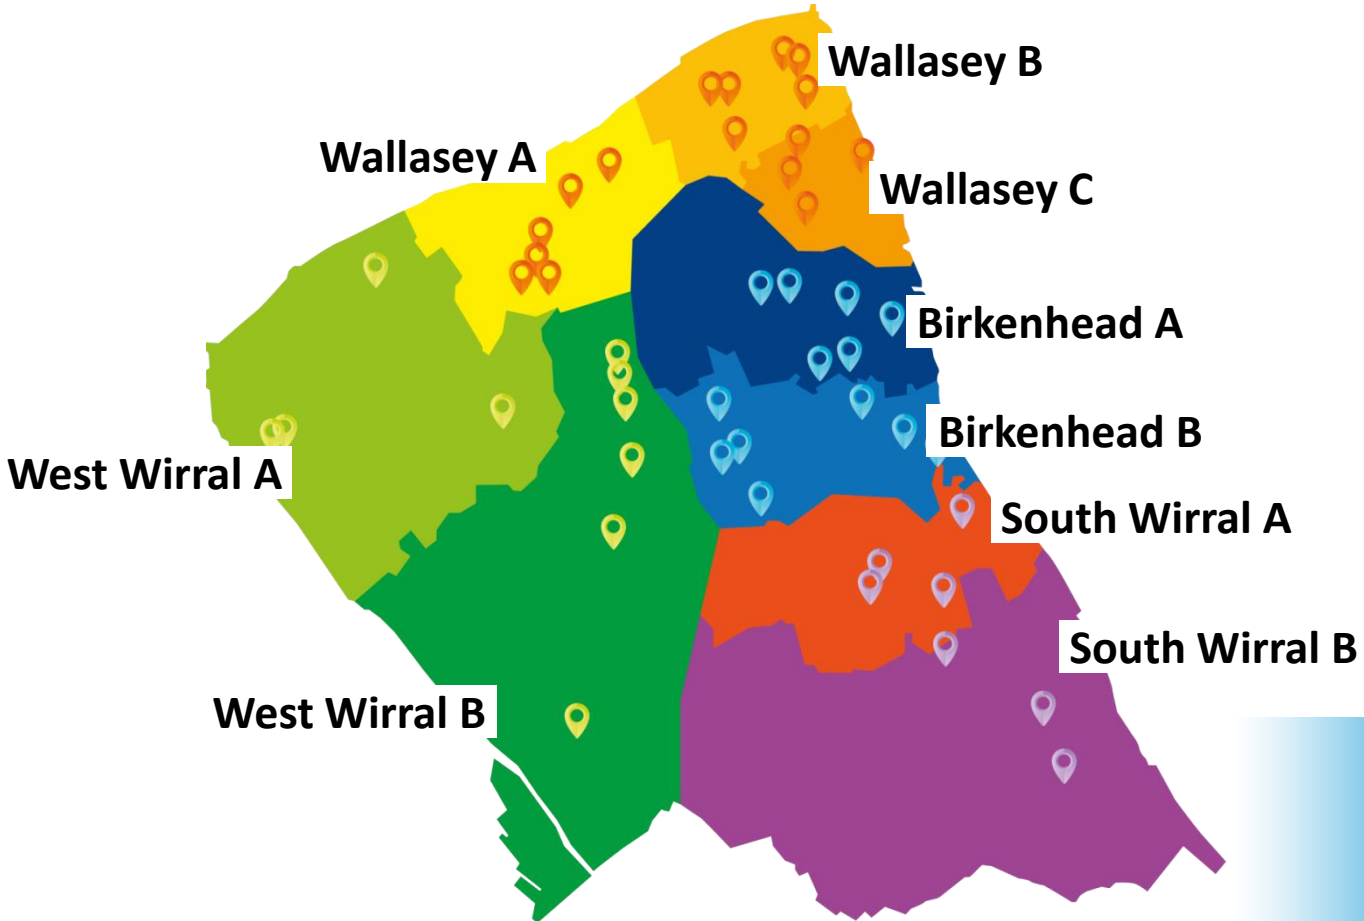 Wallasey B
Wallasey A
Wallasey C
Birkenhead A
Birkenhead B
West Wirral A
South Wirral A
South Wirral B
West Wirral B